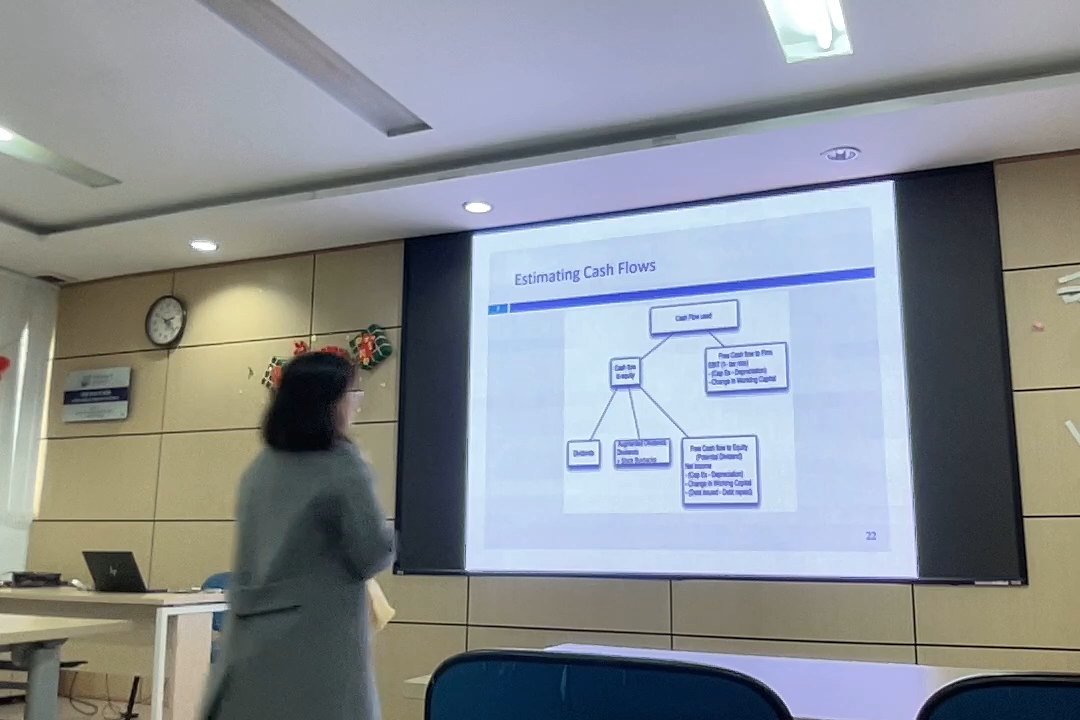 Estimating Cash Flows
Cash Flow used
Cash flow
to equity
Free Cash flow to Firm
EBIT (1- tax rate)
- (Cap Ex - Depreciation)
- Change in Working Capital
Dividends
Augmented Dividends
Dividends
+ Stock Buybacks
Free Cash flow to Equity
(Potential Dividend)
Net Income
- (Cap Ex - Depreciation)
- Change in Working Capital
- (Debt issued - Debt repaid)
22
hp